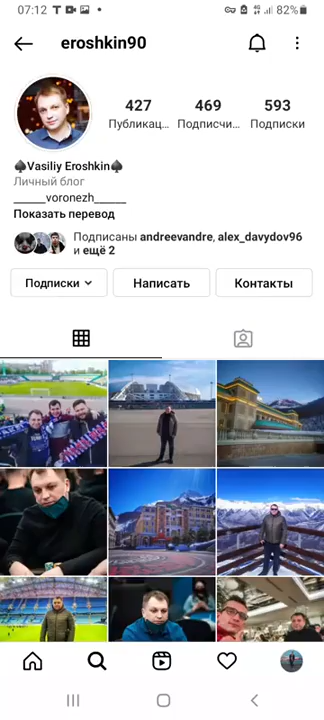 07:12
82%
eroshkin90
427 469 593
Публикац... Подписчи... Подписки
♠Vasiliy Eroshkin♠
Личный блог
______voronezh______
Показать перевод
Подписаны andreevandre, alex_davydov96
и ещё 2
Подписки Написать Контакты